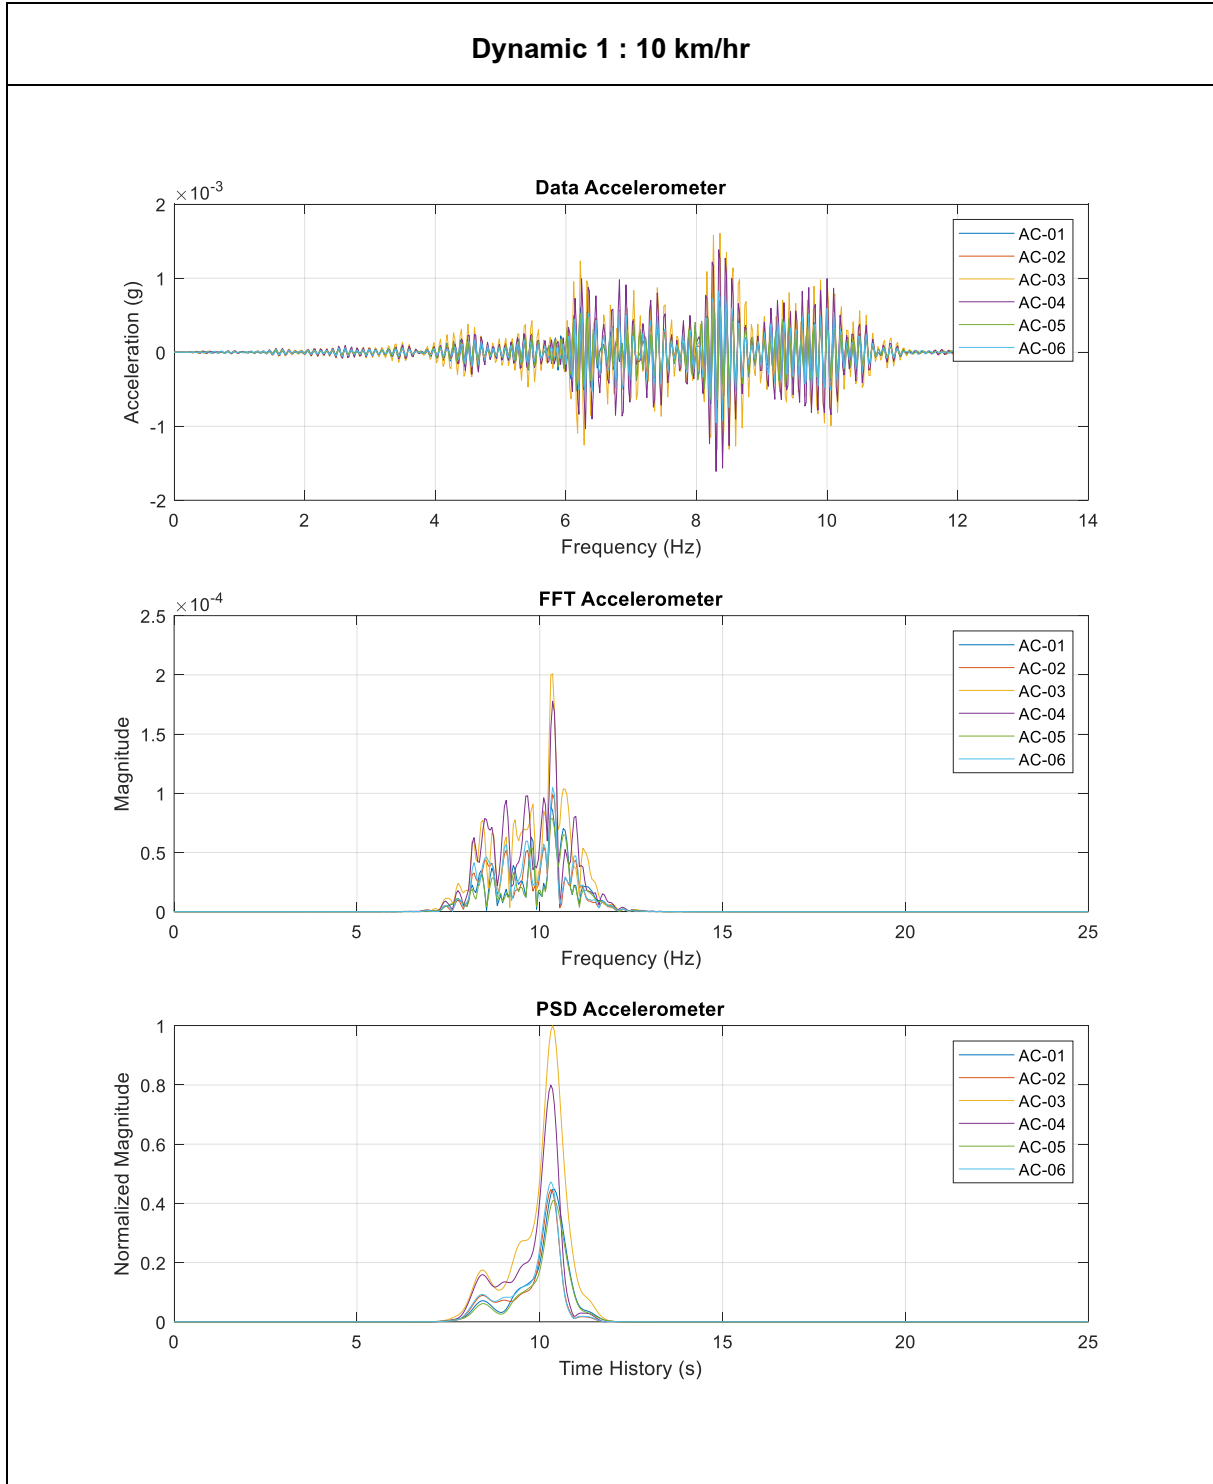 Dynamic 1 : 10 km/hr
Data Accelerometer
×10-3
2
1
0
-1
-2
Acceleration (g)
0 2 4 6 8 10 12 14
Frequency (Hz)
AC-01
AC-02
AC-03
AC-04
AC-05
AC-06
FFT Accelerometer
×10-4
2.5
2
1.5
1
0.5
0
Magnitude
0 5 10 15 20 25
Frequency (Hz)
AC-01
AC-02
AC-03
AC-04
AC-05
AC-06
PSD Accelerometer
1
0.8
0.6
0.4
0.2
0
Normalized Magnitude
0 5 10 15 20 25
Time History (s)
AC-01
AC-02
AC-03
AC-04
AC-05
AC-06